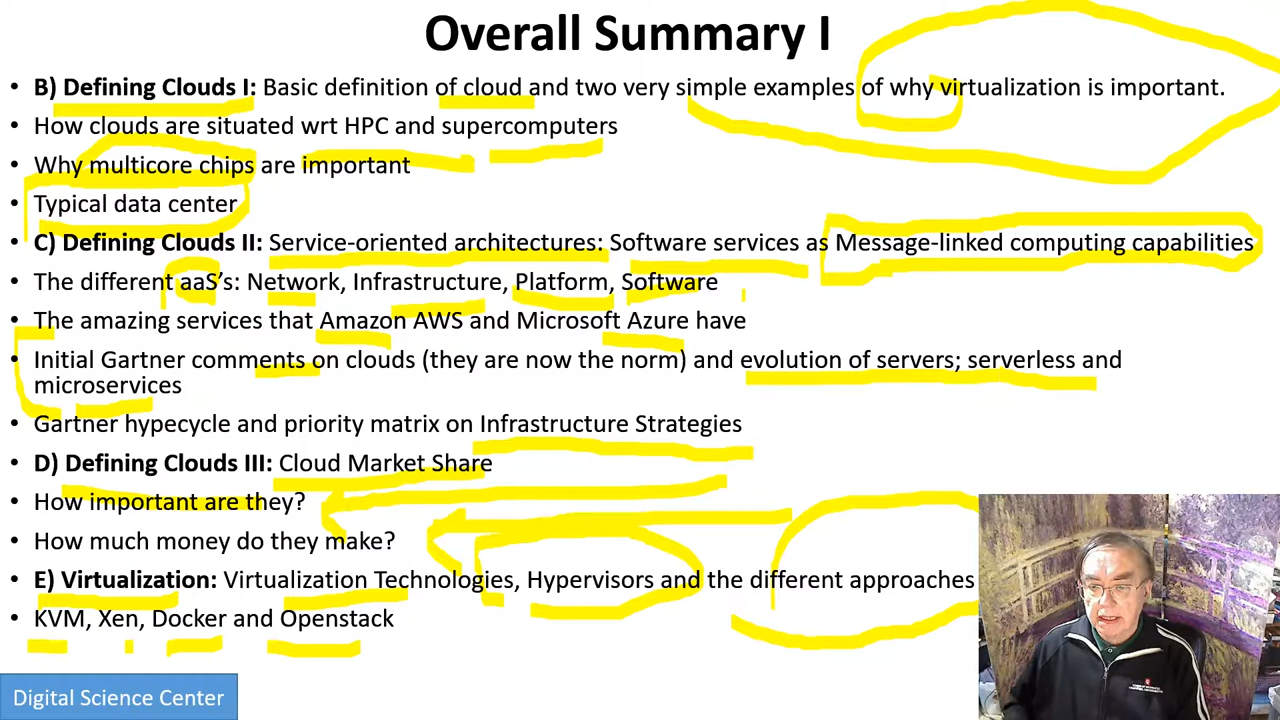 Overall Summary I
• B) Defining Clouds I: Basic definition of cloud and two very simple examples of why virtualization is important.
• How clouds are situated wrt HPC and supercomputers
• Why multicore chips are important
• Typical data center
• C) Defining Clouds II: Service-oriented architectures: Software services as Message-linked computing capabilities
• The different aaS's: Network, Infrastructure, Platform, Software
• The amazing services that Amazon AWS and Microsoft Azure have
• Initial Gartner comments on clouds (they are now the norm) and evolution of servers; serverless and
microservices
• Gartner hypecycle and priority matrix on Infrastructure Strategies
• D) Defining Clouds III: Cloud Market Share
• How important are they?
• How much money do they make?
• E) Virtualization: Virtualization Technologies, Hypervisors and the different approaches
• KVM, Xen, Docker and Openstack
Digital Science Center